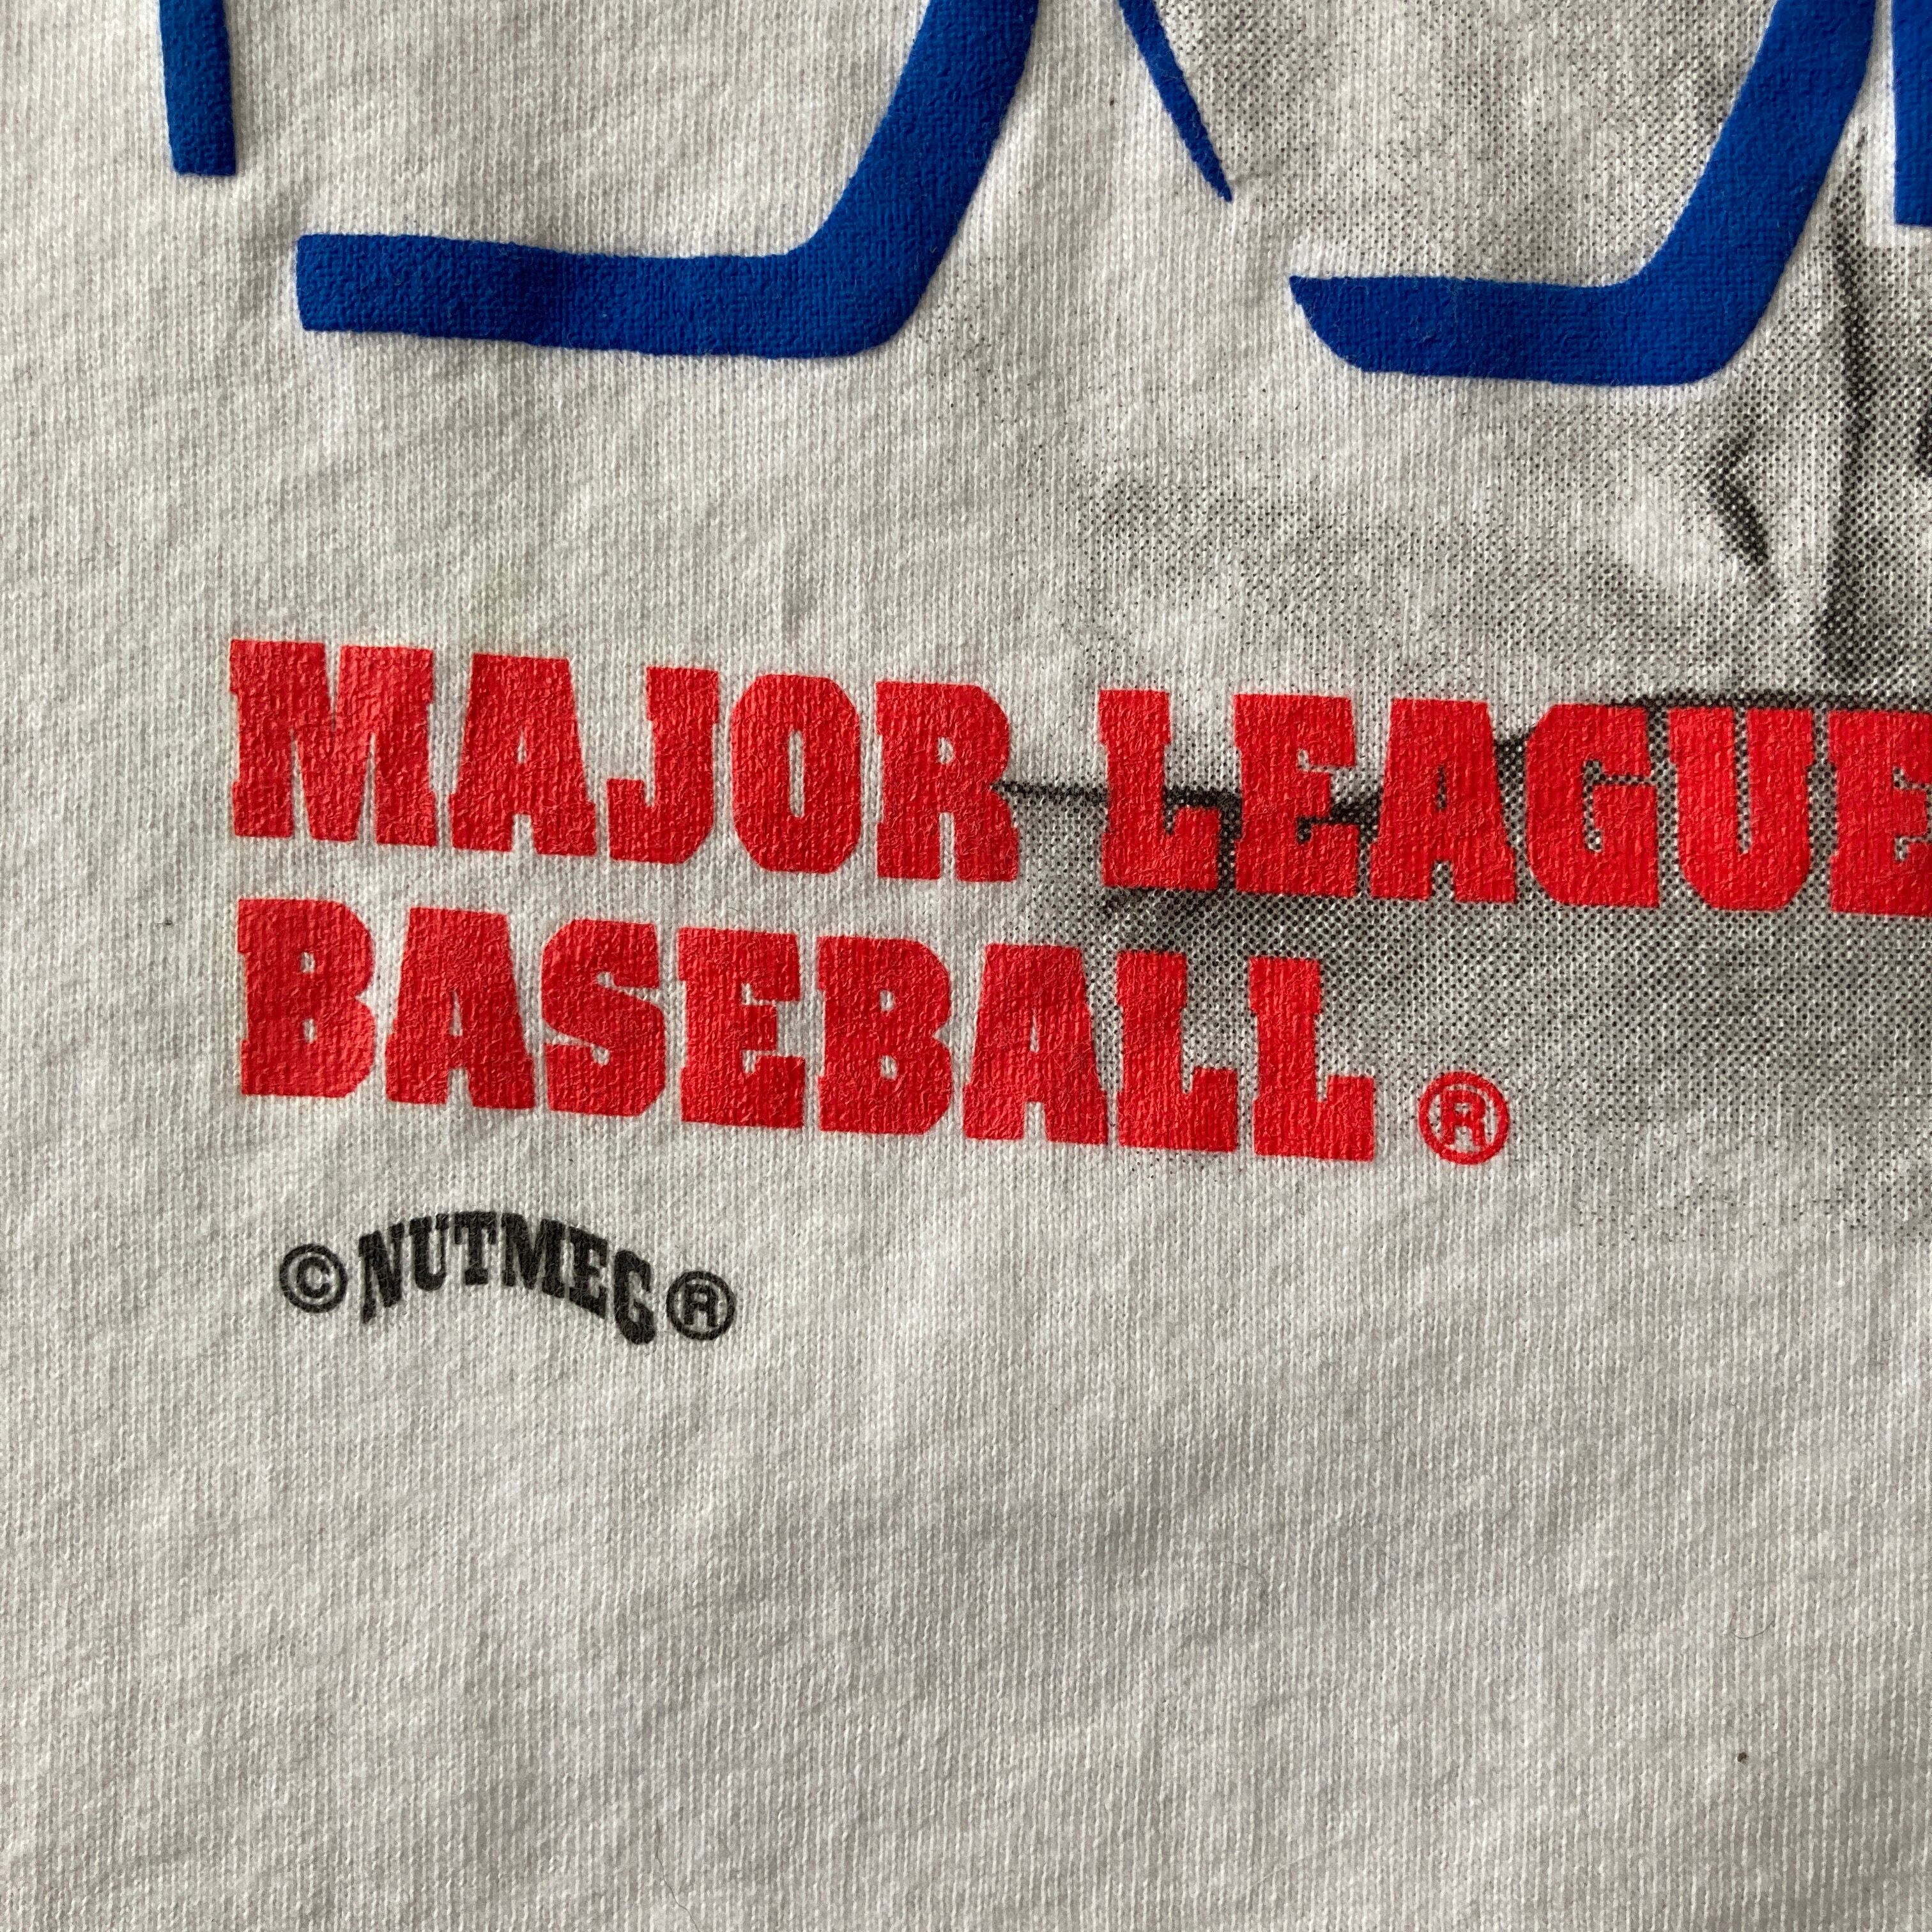 MAJOR LEAGUE
BASEBALL ®
© NUTMEG ®